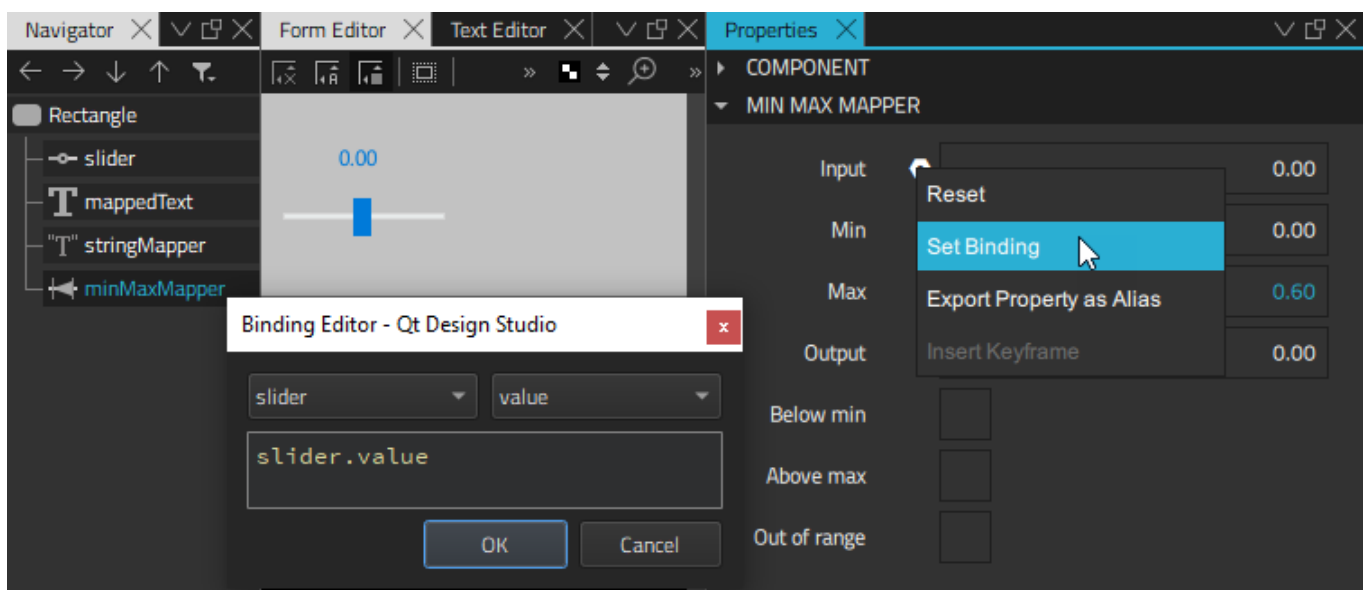 Navigator
Form Editor
Text Editor
Properties
COMPONENT
MIN MAX MAPPER
Rectangle
slider
T mappedText
"T" stringMapper
minMaxMapper
0.00
Input
0.00
Min
0.00
Max
0.60
Output
0.00
Below min
Above max
Out of range
Reset
Set Binding
Export Property as Alias
Insert Keyframe
Binding Editor - Qt Design Studio
x
slider
value
slider.value
OK
Cancel